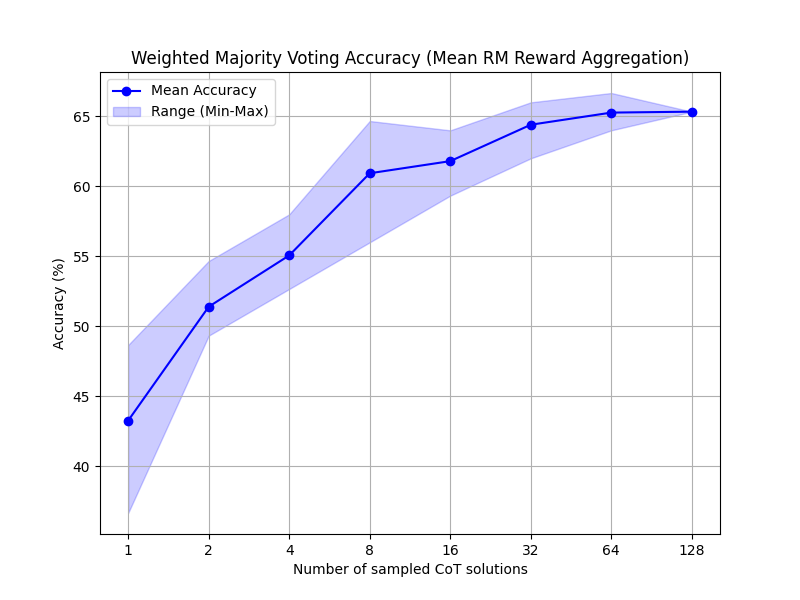 Weighted Majority Voting Accuracy (Mean RM Reward Aggregation)
Mean Accuracy
Range (Min-Max)
65
60
55
50
45
40
Accuracy (%)
1 2 4 8 16 32 64 128
Number of sampled CoT solutions